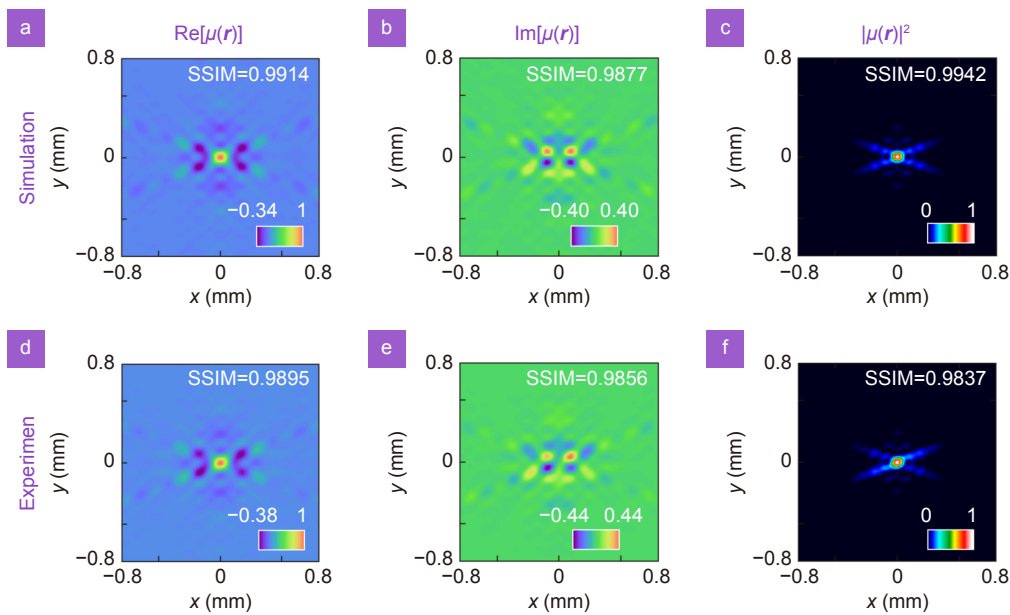 a Re[μ(r)]
b Im[μ(r)]
c |μ(r)|²
Simulation
0.8
SSIM=0.9914
y (mm)
0
−0.34 1
−0.8
−0.8 0 0.8
x (mm)
0.8
SSIM=0.9877
y (mm)
0
−0.40 0.40
−0.8
−0.8 0 0.8
x (mm)
0.8
SSIM=0.9942
y (mm)
0
0 1
−0.8
−0.8 0 0.8
x (mm)
d
e
f
Experimen
0.8
SSIM=0.9895
y (mm)
0
−0.38 1
−0.8
−0.8 0 0.8
x (mm)
0.8
SSIM=0.9856
y (mm)
0
−0.44 0.44
−0.8
−0.8 0 0.8
x (mm)
0.8
SSIM=0.9837
y (mm)
0
0 1
−0.8
−0.8 0 0.8
x (mm)